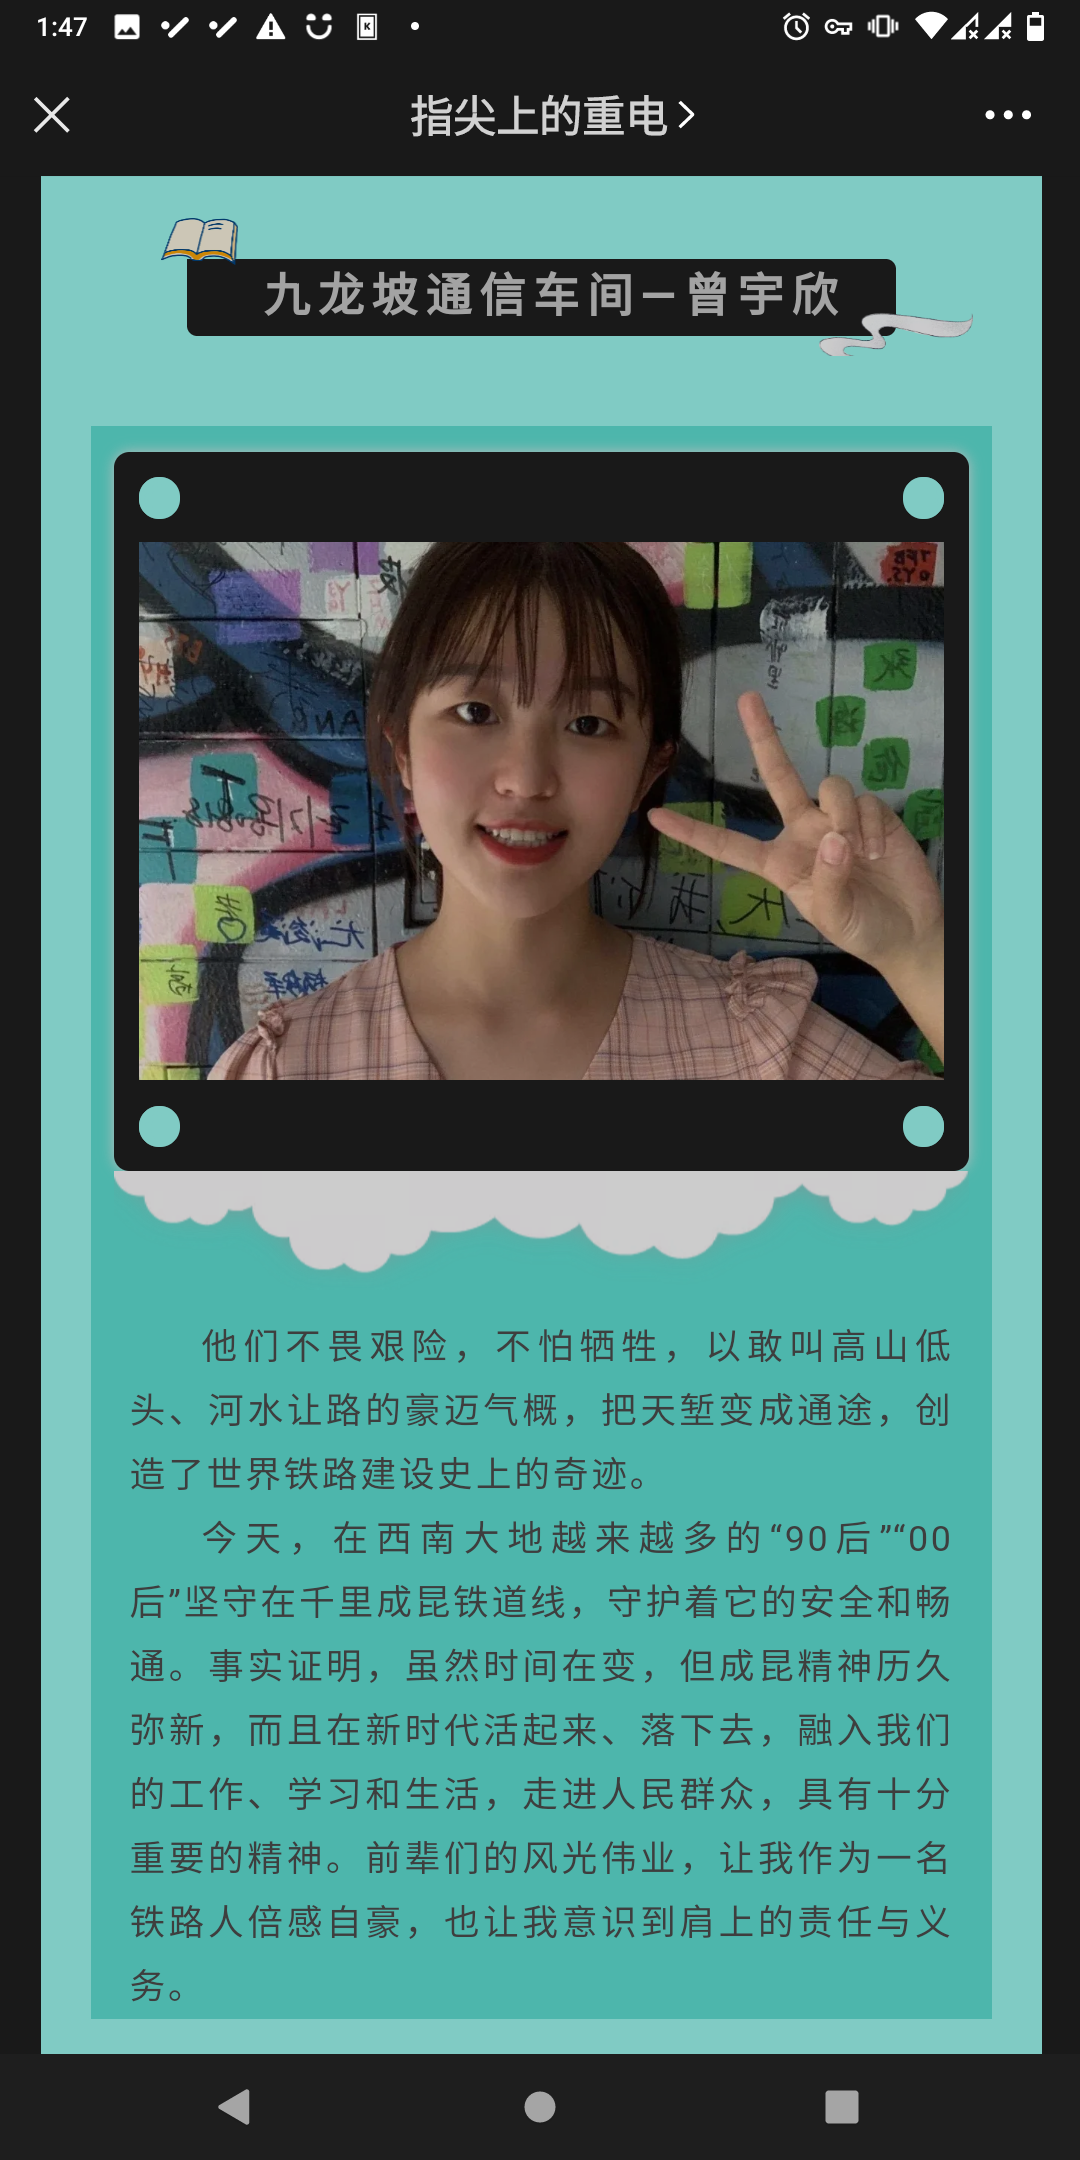 1:47
指尖上的重电
九龙坡通信车间—曾宇欣
他们不畏艰险，不怕牺牲，以敢叫高山低
头、河水让路的豪迈气概，把天堑变成通途，创
造了世界铁路建设史上的奇迹。
今天，在西南大地越来越多的“90后”“00
后”坚守在千里成昆铁道线，守护着它的安全和畅
通。事实证明，虽然时间在变，但成昆精神历久
弥新，而且在新时代活起来、落下去，融入我们
的工作、学习和生活，走进人民群众，具有十分
重要的精神。前辈们的风光伟业，让我作为一名
铁路人倍感自豪，也让我意识到肩上的责任与义
务。